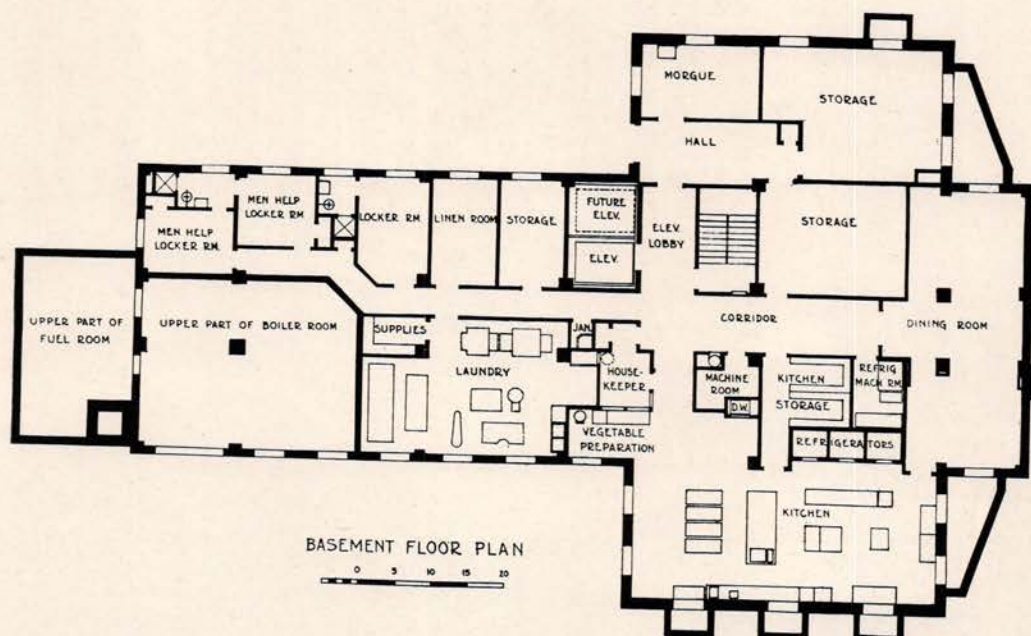 MORGUE
STORAGE
HALL
MEN HELP
LOCKER RM.
MEN HELP
LOCKER RM.
LOCKER RM.
LINEN ROOM
STORAGE
FUTURE
ELEV.
ELEV.
ELEV.
LOBBY
STORAGE
UPPER PART OF
FUEL ROOM
UPPER PART OF BOILER ROOM
SUPPLIES
LAUNDRY
JAN.
HOUSE-
KEEPER
VEGETABLE
PREPARATION
CORRIDOR
MACHINE
ROOM
D.W.
KITCHEN
STORAGE
REFRIG
MACH RM.
DINING ROOM
REFRIGERATORS
KITCHEN
BASEMENT FLOOR PLAN
0 5 10 15 20